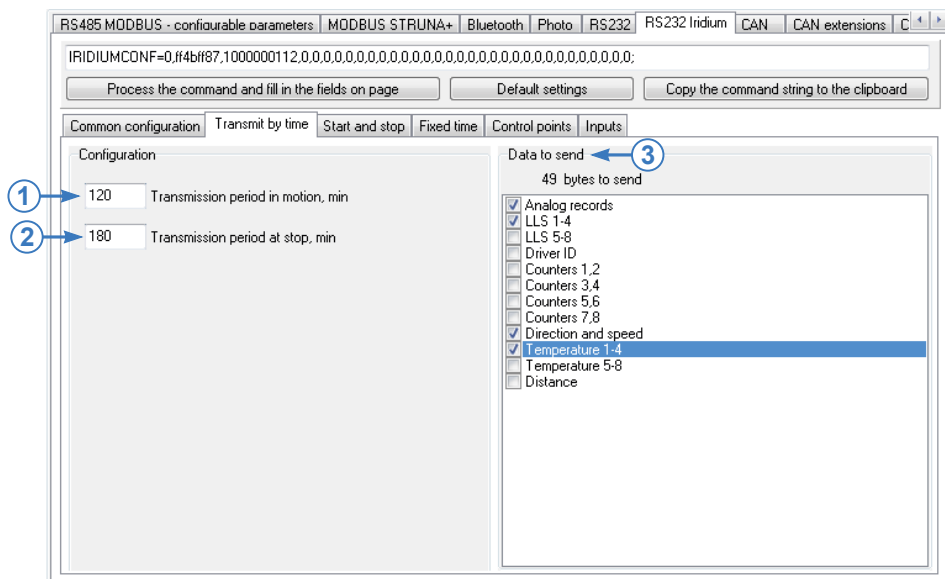 RS485 MODBUS - configurable parameters MODBUS STRUNA+ Bluetooth Photo RS232 RS232 Iridium CAN CAN extensions C
IRIDIUMCONF=0,ff4bff87,1000000112,0,0,0,0,0,0,0,0,0,0,0,0,0,0,0,0,0,0,0,0,0,0,0,0,0,0,0,0,0,0,0;
Process the command and fill in the fields on page Default settings Copy the command string to the clipboard
Common configuration Transmit by time Start and stop Fixed time Control points Inputs
Configuration
1 120 Transmission period in motion, min
2 180 Transmission period at stop, min
Data to send 3
49 bytes to send
Analog records
LLS 1-4
LLS 5-8
Driver ID
Counters 1,2
Counters 3,4
Counters 5,6
Counters 7,8
Direction and speed
Temperature 1-4
Temperature 5-8
Distance